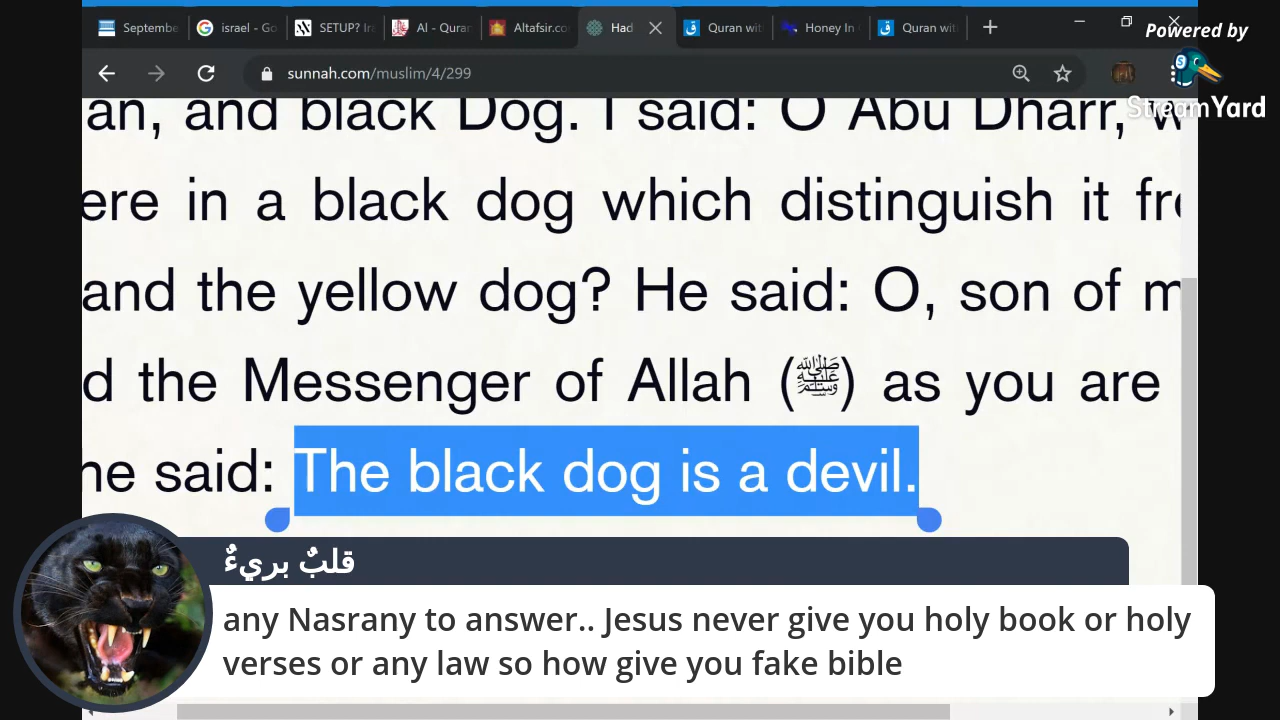 Septembe
israel - Go
SETUP? Ira
Al - Quran
Altafsir.co
Had
Quran wit
Honey In
Quran wit
Powered by
StreamYard
sunnah.com/muslim/4/299
an, and black Dog. I said: O Abu Dharr, w
ere in a black dog which distinguish it fr
and the yellow dog? He said: O, son of m
d the Messenger of Allah (ﷺ) as you are
he said: The black dog is a devil.
قلبٌ بريءٌ
any Nasrany to answer.. Jesus never give you holy book or holy
verses or any law so how give you fake bible